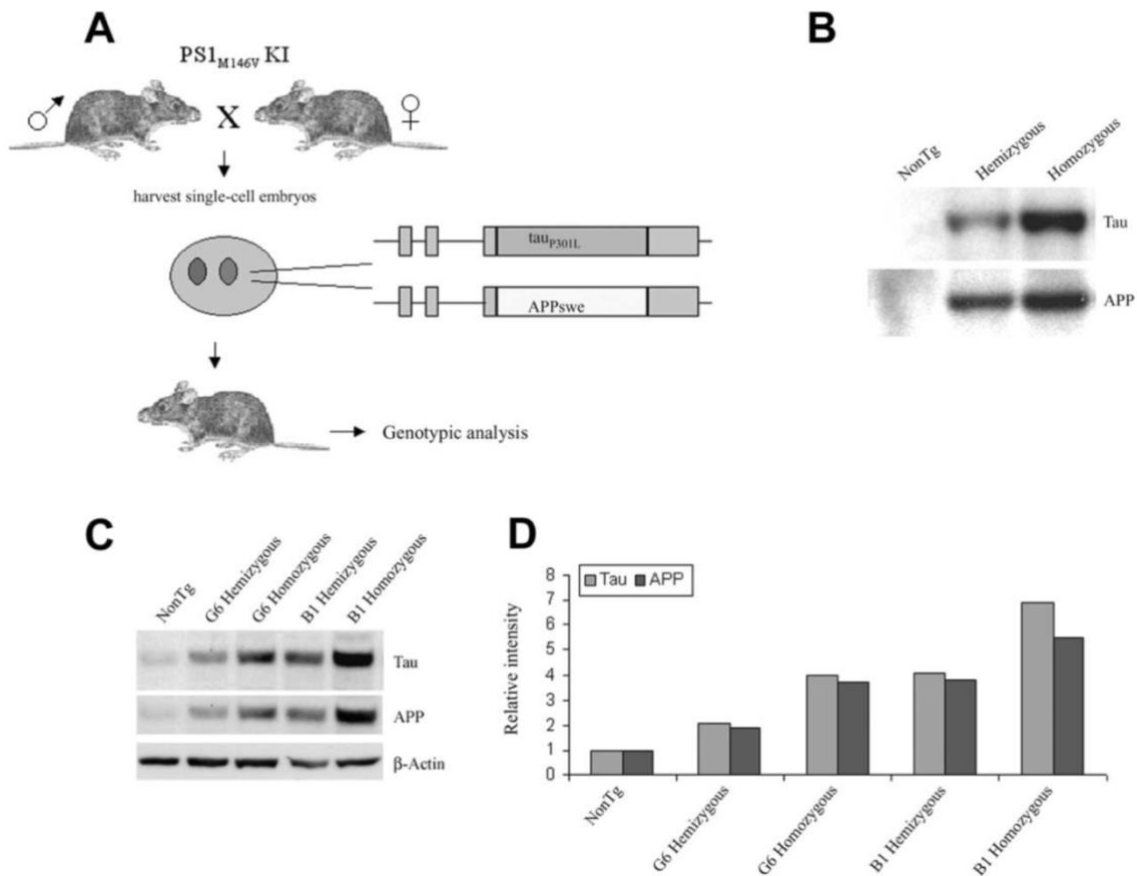 A
PS1M146V KI
♂ X ♀
harvest single-cell embryos
tauP301L
APPswe
Genotypic analysis
B
NonTg
Hemizygous
Homozygous
Tau
APP
C
NonTg
G6 Hemizygous
G6 Homozygous
B1 Hemizygous
B1 Homozygous
Tau
APP
β-Actin
D
Tau APP
Relative intensity
8
7
6
5
4
3
2
1
0
NonTg
G6 Hemizygous
G6 Homozygous
B1 Hemizygous
B1 Homozygous